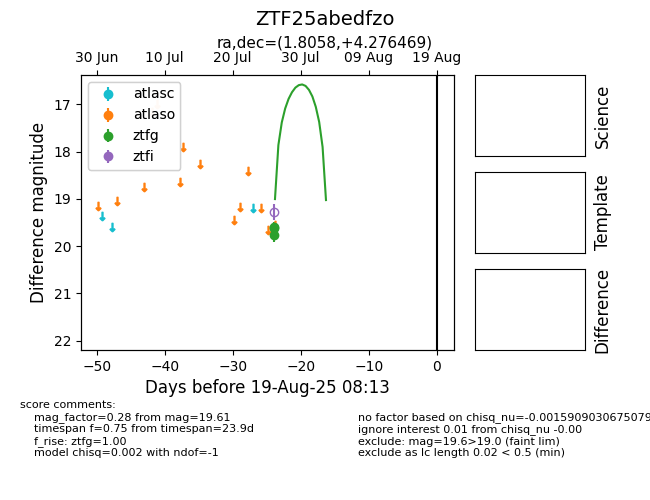 ZTF25abedfzo
ra,dec=(1.8058,+4.276469)
30 Jun 10 Jul 20 Jul 30 Jul 09 Aug 19 Aug
atlasc
atlaso
ztfg
ztfi
17
18
19
20
21
22
Difference magnitude
−50 −40 −30 −20 −10 0
Days before 19-Aug-25 08:13
Science
Template
Difference
score comments:
mag_factor=0.28 from mag=19.61
timespan f=0.75 from timespan=23.9d
f_rise: ztfg=1.00
model chisq=0.002 with ndof=-1
no factor based on chisq_nu=-0.0015909030675079
ignore interest 0.01 from chisq_nu -0.00
exclude: mag=19.6>19.0 (faint lim)
exclude as lc length 0.02 < 0.5 (min)